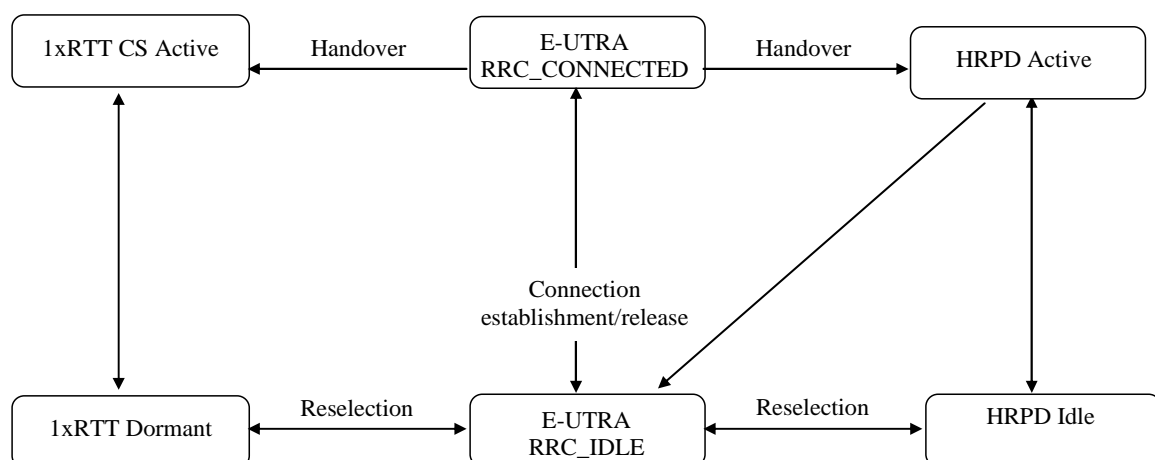 1xRTT CS Active
Handover
E-UTRA
RRC_CONNECTED
Handover
HRPD Active
Connection
establishment/release
1xRTT Dormant
Reselection
E-UTRA
RRC_IDLE
Reselection
HRPD Idle